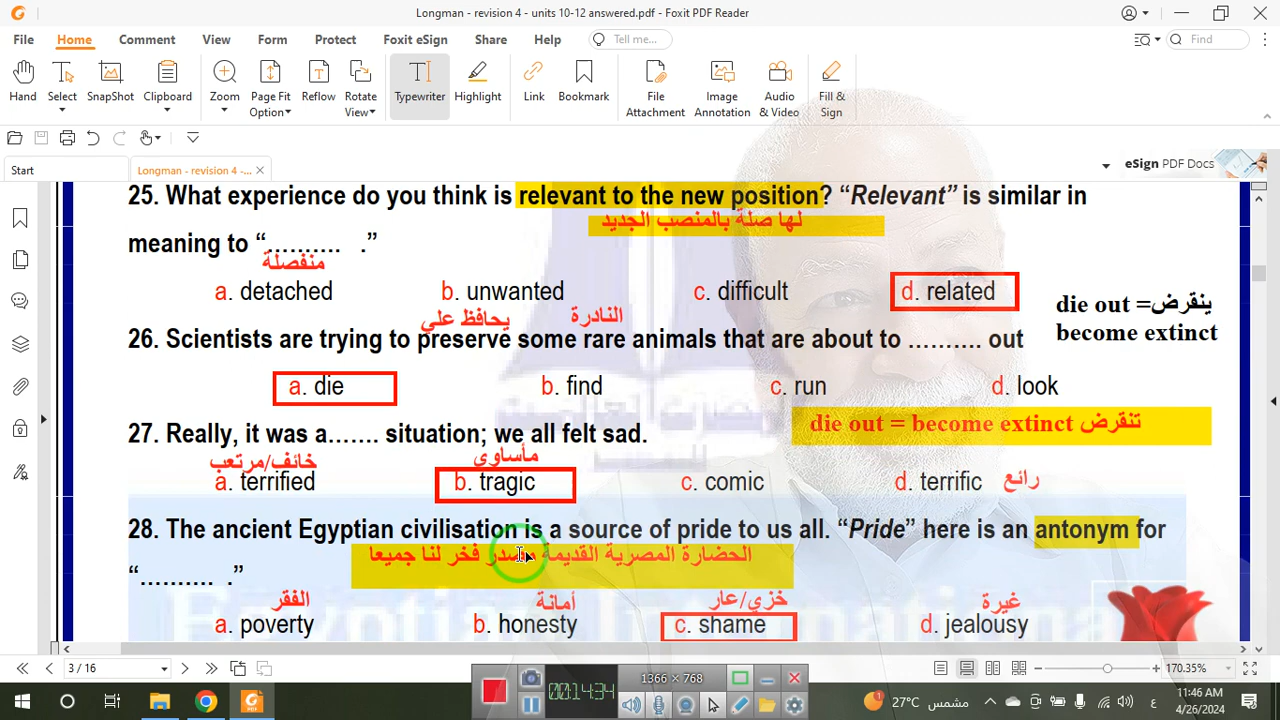 Longman - revision 4 - units 10-12 answered.pdf - Foxit PDF Reader
File Home Comment View Form Protect Foxit eSign Share Help Tell me... Find
Hand Select SnapShot Clipboard Zoom Page Fit Option Reflow Rotate View Typewriter Highlight Link Bookmark File Attachment Image Annotation Audio & Video Fill & Sign
Start Longman - revision 4 -... eSign PDF Docs
25. What experience do you think is relevant to the new position? “Relevant” is similar in
لها صلة بالمنصب الجديد
meaning to “.......... .”
منفصلة
a. detached b. unwanted c. difficult d. related
die out =ينقرض
become extinct
يحافظ علي النادرة
26. Scientists are trying to preserve some rare animals that are about to .......... out
a. die b. find c. run d. look
die out = become extinct تنقرض
27. Really, it was a……. situation; we all felt sad.
خائف/مرتعب مأساوي
a. terrified b. tragic c. comic d. terrific رائع
28. The ancient Egyptian civilisation is a source of pride to us all. “Pride” here is an antonym for
الحضارة المصرية القديمة مصدر فخر لنا جميعا
“.......... .”
الفقر أمانة خزي/عار غيرة
a. poverty b. honesty c. shame d. jealousy
3 / 16 170.35%
1366 x 768
00:14:34
27°C مشمس ع 11:46 AM
4/26/2024